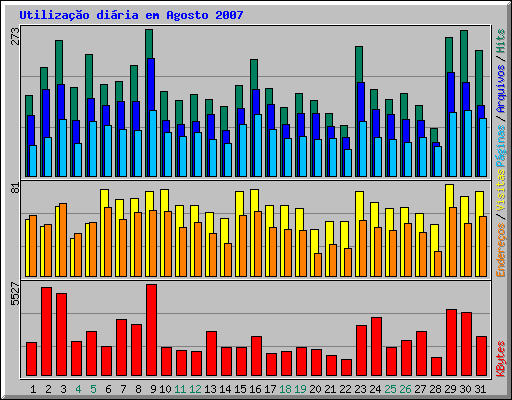 Utilização diária em Agosto 2007
273
81
5527
Endereços / visitas Páginas / Arquivos / Hits
KBytes
1 2 3 4 5 6 7 8 9 10 11 12 13 14 15 16 17 18 19 20 21 22 23 24 25 26 27 28 29 30 31